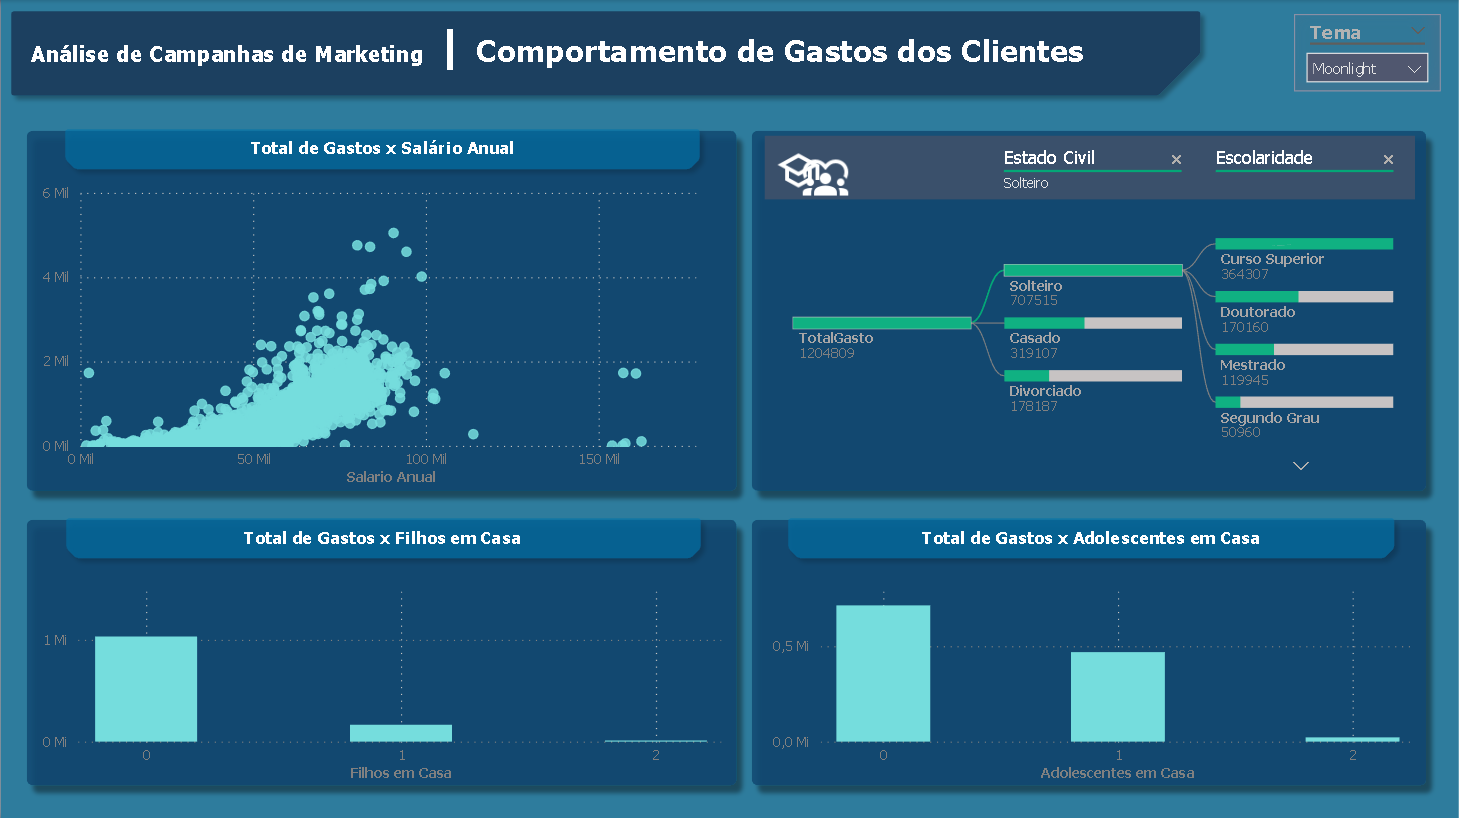 Análise de Campanhas de Marketing
Comportamento de Gastos dos Clientes
Tema
Moonlight
Total de Gastos x Salário Anual
6 Mil
4 Mil
2 Mil
0 Mil
0 Mil 50 Mil 100 Mil 150 Mil
Salario Anual
Estado Civil
Solteiro
Escolaridade
TotalGasto
1204809
Solteiro
707515
Casado
319107
Divorciado
178187
Curso Superior
364307
Doutorado
170160
Mestrado
119945
Segundo Grau
50960
Total de Gastos x Filhos em Casa
1 Mi
0 Mi
0 1 2
Filhos em Casa
Total de Gastos x Adolescentes em Casa
0,5 Mi
0,0 Mi
0 1 2
Adolescentes em Casa